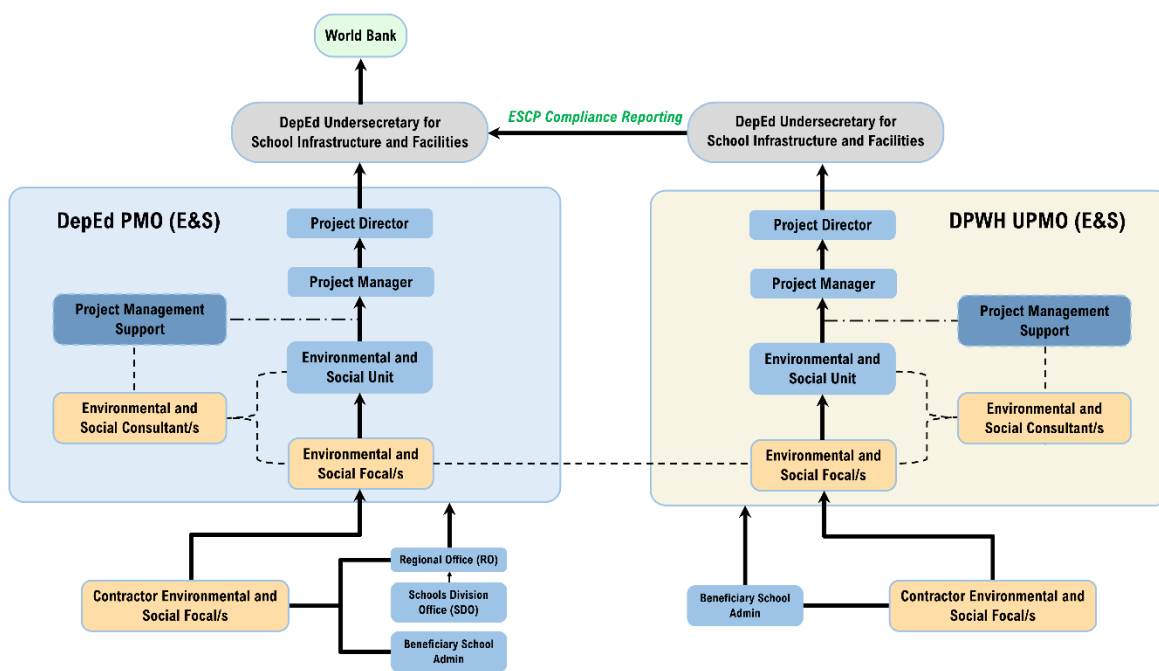 World Bank
DepEd Undersecretary for
School Infrastructure and Facilities
ESCP Compliance Reporting
DepEd Undersecretary for
School Infrastructure and Facilities
DepEd PMO (E&S)
Project Director
Project Manager
Project Management
Support
Environmental and
Social Unit
Environmental and
Social Consultant/s
Environmental and
Social Focal/s
DPWH UPMO (E&S)
Project Director
Project Manager
Project Management
Support
Environmental and
Social Unit
Environmental and
Social Consultant/s
Environmental and
Social Focal/s
Contractor Environmental and
Social Focal/s
Regional Office (RO)
Schools Division
Office (SDO)
Beneficiary School
Admin
Beneficiary School
Admin
Contractor Environmental and
Social Focal/s